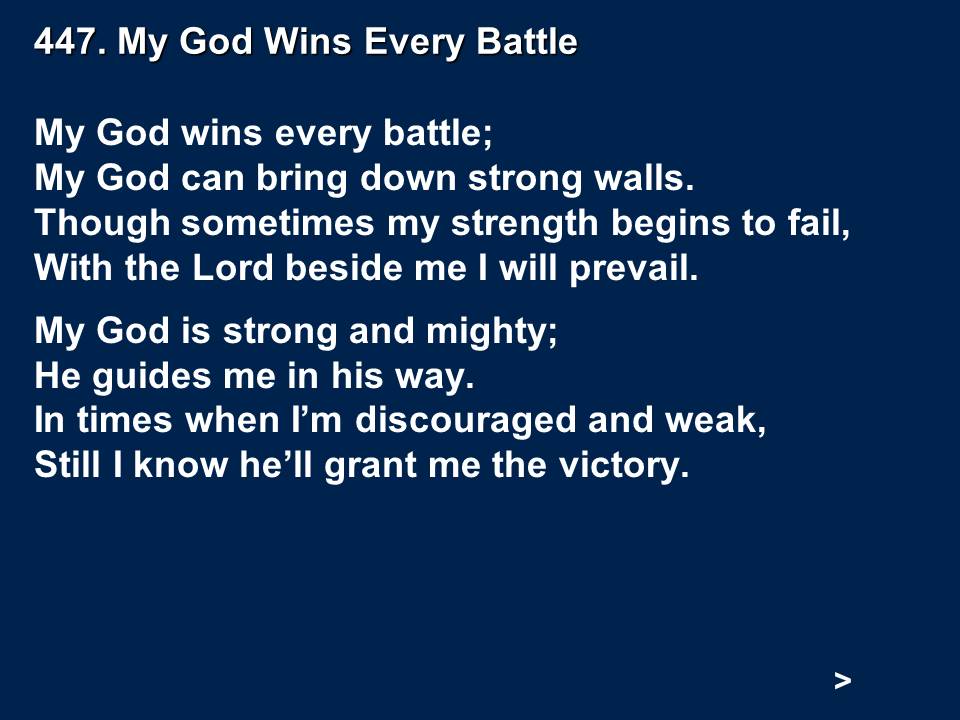 447. My God Wins Every Battle
My God wins every battle;
My God can bring down strong walls.
Though sometimes my strength begins to fail,
With the Lord beside me I will prevail.
My God is strong and mighty;
He guides me in his way.
In times when I’m discouraged and weak,
Still I know he’ll grant me the victory.
>